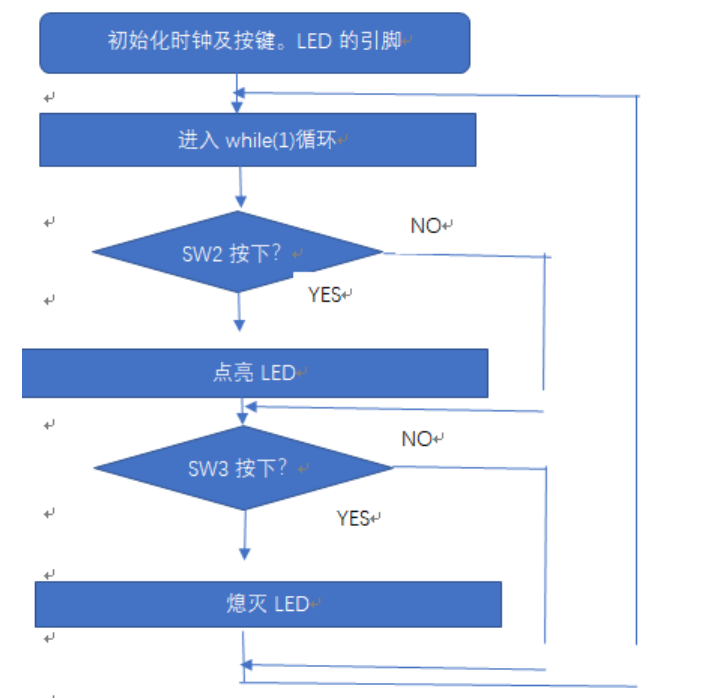 初始化时钟及按键。LED 的引脚
进入 while(1)循环
SW2 按下？
NO
YES
点亮 LED
SW3 按下？
NO
YES
熄灭 LED